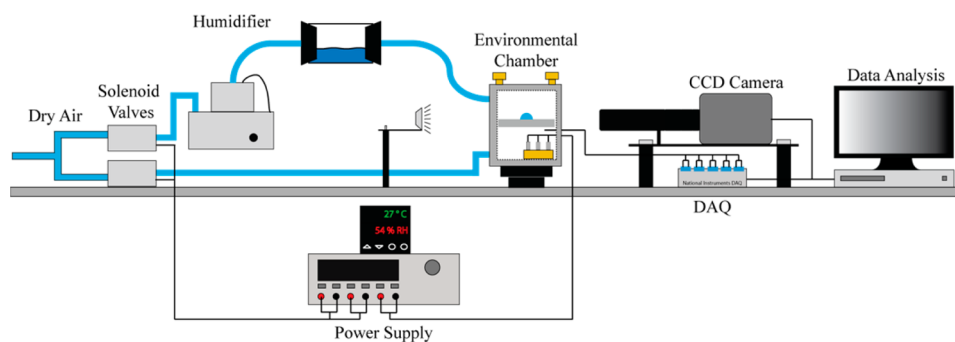 Humidifier
Environmental
Chamber
CCD Camera
Data Analysis
Solenoid
Valves
Dry Air
National Instruments DAQ
DAQ
27 °C
54 % RH
Power Supply